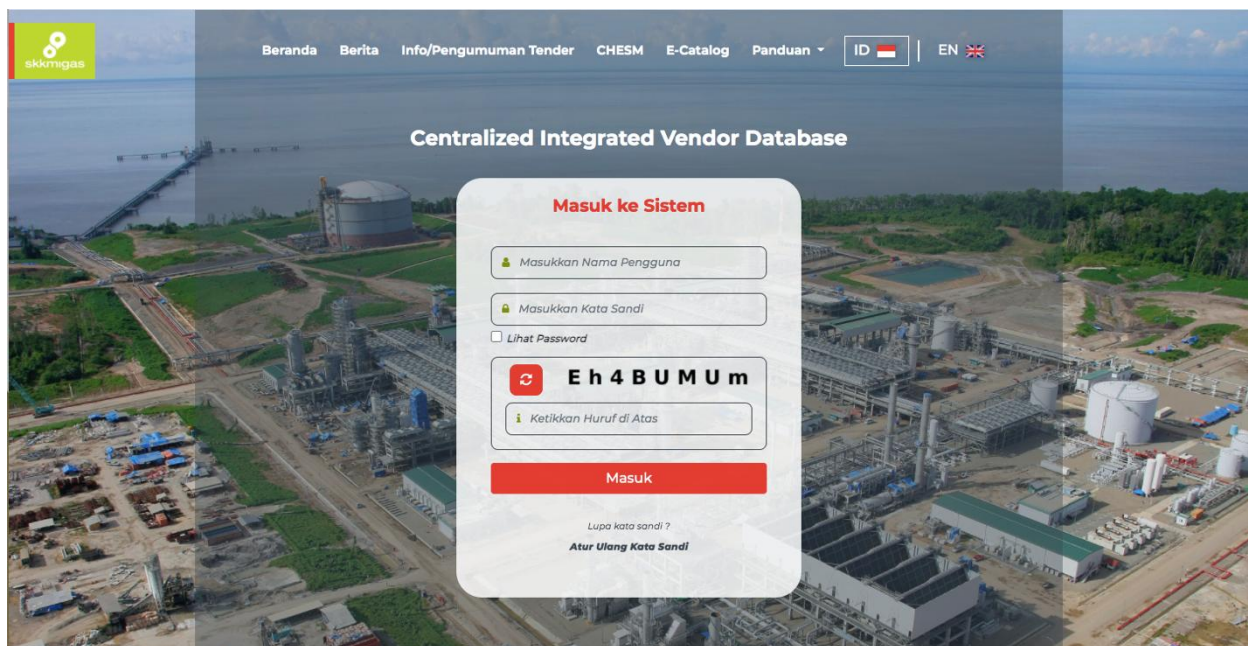 skkmigas
Beranda Berita Info/Pengumuman Tender CHESM E-Catalog Panduan ID EN
Centralized Integrated Vendor Database
Masuk ke Sistem
Masukkan Nama Pengguna
Masukkan Kata Sandi
Lihat Password
Eh4BUMUm
Ketikkan Huruf di Atas
Masuk
Lupa kata sandi ?
Atur Ulang Kata Sandi